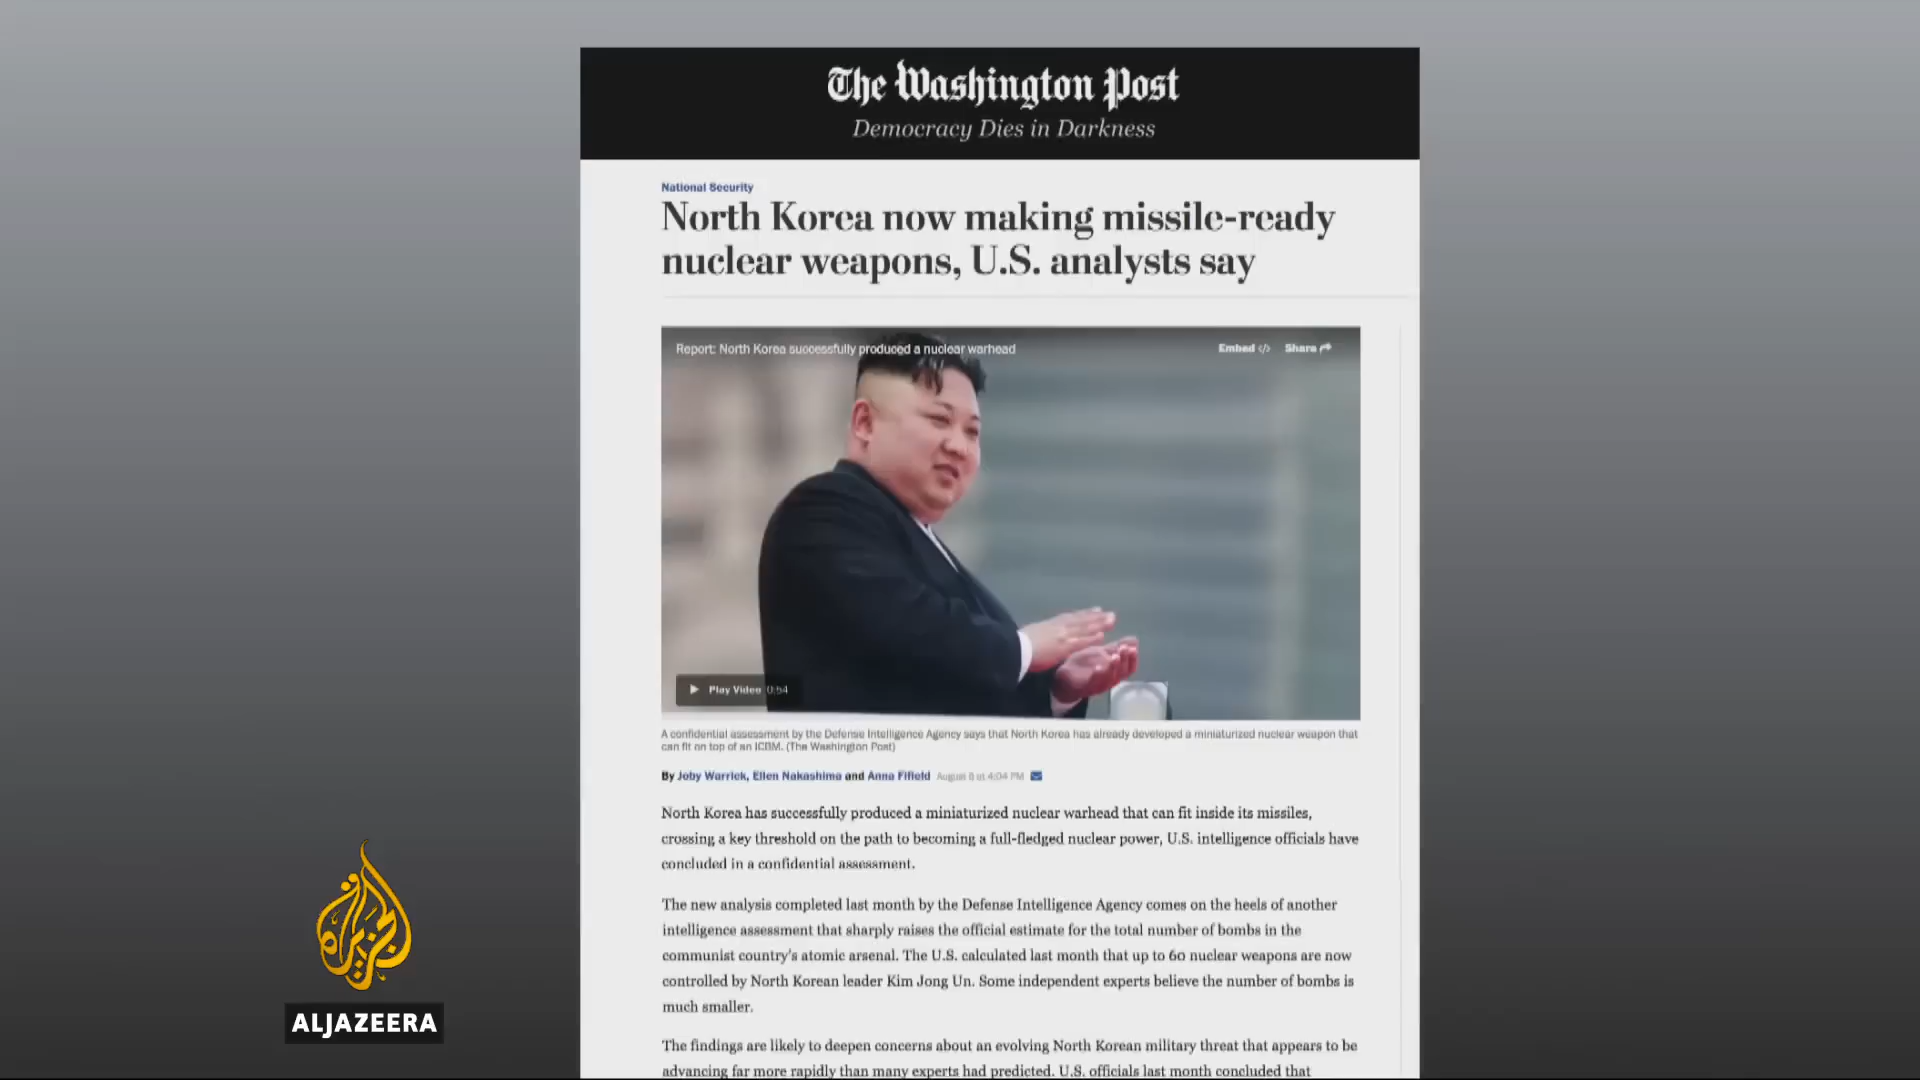 The Washington Post
Democracy Dies in Darkness
National Security
North Korea now making missile-ready
nuclear weapons, U.S. analysts say
Report: North Korea successfully produced a nuclear warhead
Embed </> Share
Play Video 0:54
A confidential assessment by the Defense Intelligence Agency says that North Korea has already developed a miniaturized nuclear weapon that
can fit on top of an ICBM. (The Washington Post)
By Joby Warrick, Ellen Nakashima and Anna Fifield August 8 at 4:04 PM
North Korea has successfully produced a miniaturized nuclear warhead that can fit inside its missiles,
crossing a key threshold on the path to becoming a full-fledged nuclear power, U.S. intelligence officials have
concluded in a confidential assessment.
The new analysis completed last month by the Defense Intelligence Agency comes on the heels of another
intelligence assessment that sharply raises the official estimate for the total number of bombs in the
communist country's atomic arsenal. The U.S. calculated last month that up to 60 nuclear weapons are now
controlled by North Korean leader Kim Jong Un. Some independent experts believe the number of bombs is
much smaller.
The findings are likely to deepen concerns about an evolving North Korean military threat that appears to be
advancing far more rapidly than many experts had predicted. U.S. officials last month concluded that
الجزيرة
ALJAZEERA